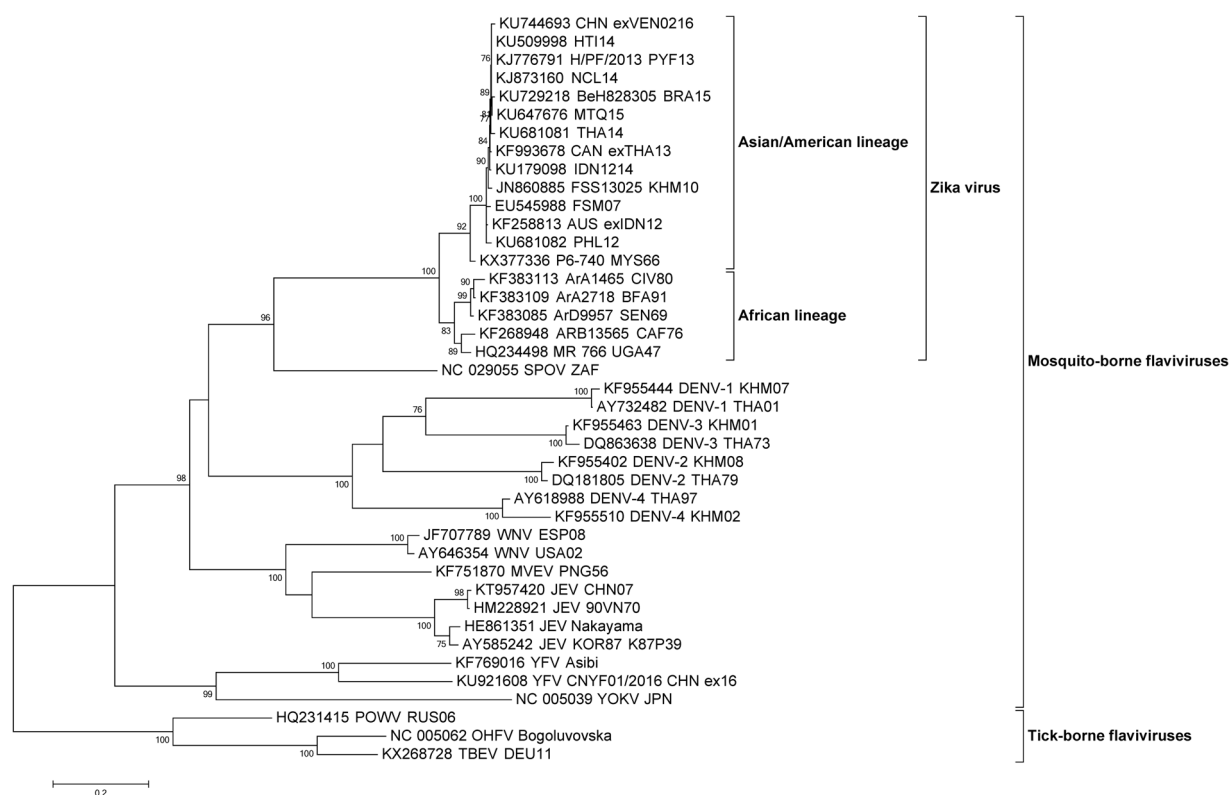 KU744693 CHN exVEN0216
KU509998 HTI14
76
KJ776791 H/PF/2013 PYF13
KJ873160 NCL14
89
KU729218 BeH828305 BRA15
KU647676 MTQ15
77
KU681081 THA14
84
KF993678 CAN exTHA13
90
KU179098 IDN1214
JN860885 FSS13025 KHM10
100
EU545988 FSM07
92
KF258813 AUS exIDN12
KU681082 PHL12
KX377336 P6-740 MYS66
Asian/American lineage
Zika virus
100
90
KF383113 ArA1465 CIV80
99
KF383109 ArA2718 BFA91
KF383085 ArD9957 SEN69
African lineage
83
KF268948 ARB13565 CAF76
89
HQ234498 MR 766 UGA47
96
NC 029055 SPOV ZAF
Mosquito-borne flaviviruses
100
KF955444 DENV-1 KHM07
AY732482 DENV-1 THA01
76
KF955463 DENV-3 KHM01
100
DQ863638 DENV-3 THA73
KF955402 DENV-2 KHM08
100
DQ181805 DENV-2 THA79
98
100
AY618988 DENV-4 THA97
100
KF955510 DENV-4 KHM02
JF707789 WNV ESP08
100
AY646354 WNV USA02
100
KF751870 MVEV PNG56
98
KT957420 JEV CHN07
HM228921 JEV 90VN70
100
HE861351 JEV Nakayama
75
AY585242 JEV KOR87 K87P39
100
KF769016 YFV Asibi
KU921608 YFV CNYF01/2016 CHN ex16
99
NC 005039 YOKV JPN
HQ231415 POWV RUS06
100
NC 005062 OHFV Bogoluvovska
100
KX268728 TBEV DEU11
Tick-borne flaviviruses
0.2